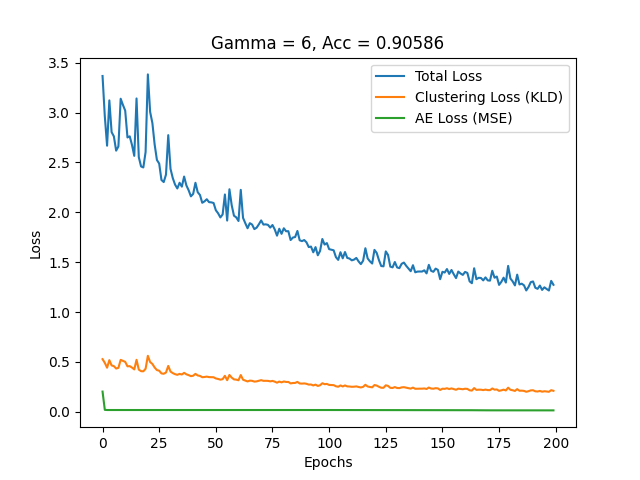 Gamma = 6, Acc = 0.90586
Total Loss
Clustering Loss (KLD)
AE Loss (MSE)
Loss
3.5
3.0
2.5
2.0
1.5
1.0
0.5
0.0
0 25 50 75 100 125 150 175 200
Epochs